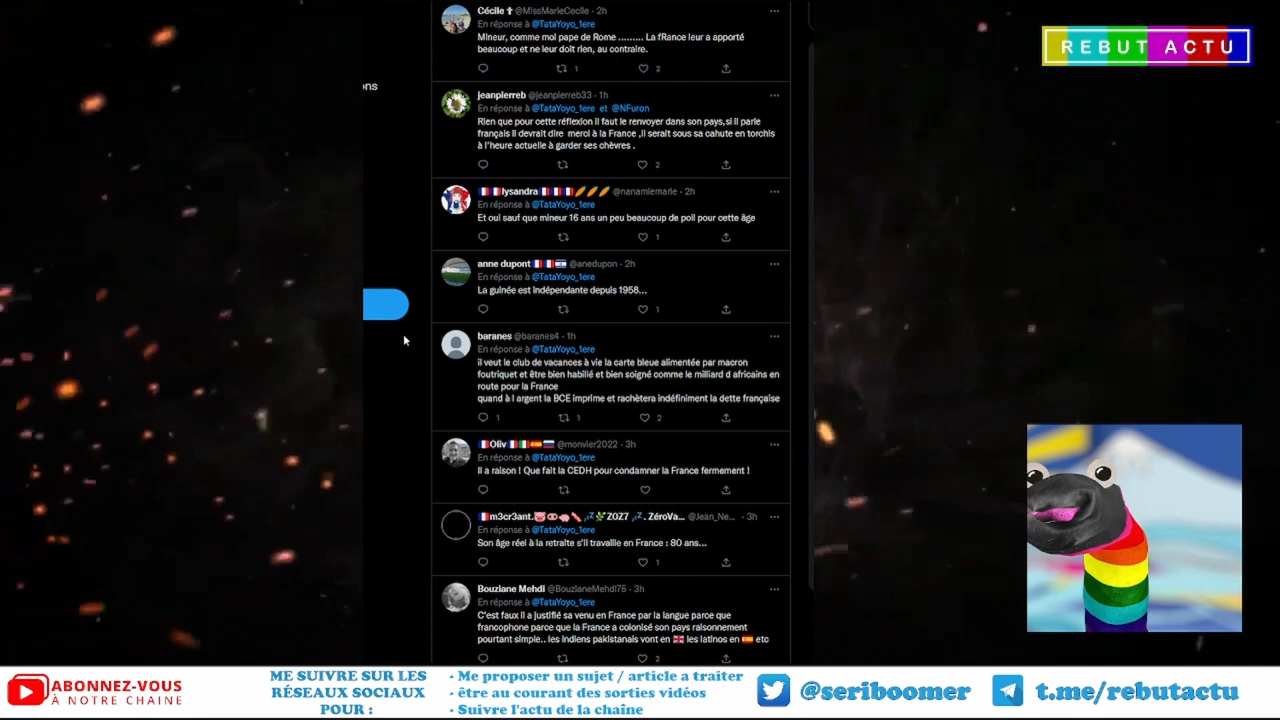 Cécile ✝ @MissMarieCecile · 2h
En réponse à @TataYoyo_1ere
Mineur, comme moi pape de Rome ......... La fRance leur a apporté
beaucoup et ne leur doit rien, au contraire.
1 2
REBUT ACTU
ons
jeanpierreb @jeanpierreb33 · 1h
En réponse à @TataYoyo_1ere et @NFuron
Rien que pour cette réflexion il faut le renvoyer dans son pays,si il parle
français il devrait dire merci à la France ,il serait sous sa cahute en torchis
à l'heure actuelle à garder ses chèvres .
2
🇫🇷🇫🇷lysandra 🇫🇷🇫🇷🇫🇷🥖🥖🥖 @nanamiemarie · 2h
En réponse à @TataYoyo_1ere
Et oui sauf que mineur 16 ans un peu beaucoup de poil pour cette âge
1
anne dupont 🇫🇷🇫🇷🇮🇱 @anedupon · 2h
En réponse à @TataYoyo_1ere
La guinée est indépendante depuis 1958...
1
baranes @baranes4 · 1h
En réponse à @TataYoyo_1ere
il veut le club de vacances à vie la carte bleue alimentée par macron
foutriquet et être bien habillé et bien soigné comme le milliard d africains en
route pour la France
quand à l argent la BCE imprime et rachètera indéfiniment la dette française
1 1 2
🇫🇷Oliv 🇫🇷🇮🇹🇪🇸🇷🇺 @monvier2022 · 3h
En réponse à @TataYoyo_1ere
Il a raison ! Que fait la CEDH pour condamner la France fermement !
🇫🇷m3cr3ant.🐷🥓🐖🥓 💤🌿ZOZ7 💤. ZéroVa... @Jean_Ne... · 3h
En réponse à @TataYoyo_1ere
Son âge réel à la retraite s'il travaille en France : 80 ans...
1
Bouziane Mehdi @BouzianeMehdi75 · 3h
En réponse à @TataYoyo_1ere
C'est faux il a justifié sa venu en France par la langue parce que
francophone parce que la France a colonisé son pays raisonnement
pourtant simple.. les indiens pakistanais vont en 🇬🇧 les latinos en 🇪🇸 etc
2
ABONNEZ-VOUS
À NOTRE CHAINE
ME SUIVRE SUR LES
RÉSEAUX SOCIAUX
POUR :
- Me proposer un sujet / article a traiter
- être au courant des sorties vidéos
- Suivre l'actu de la chaîne
@seriboomer
t.me/rebutactu